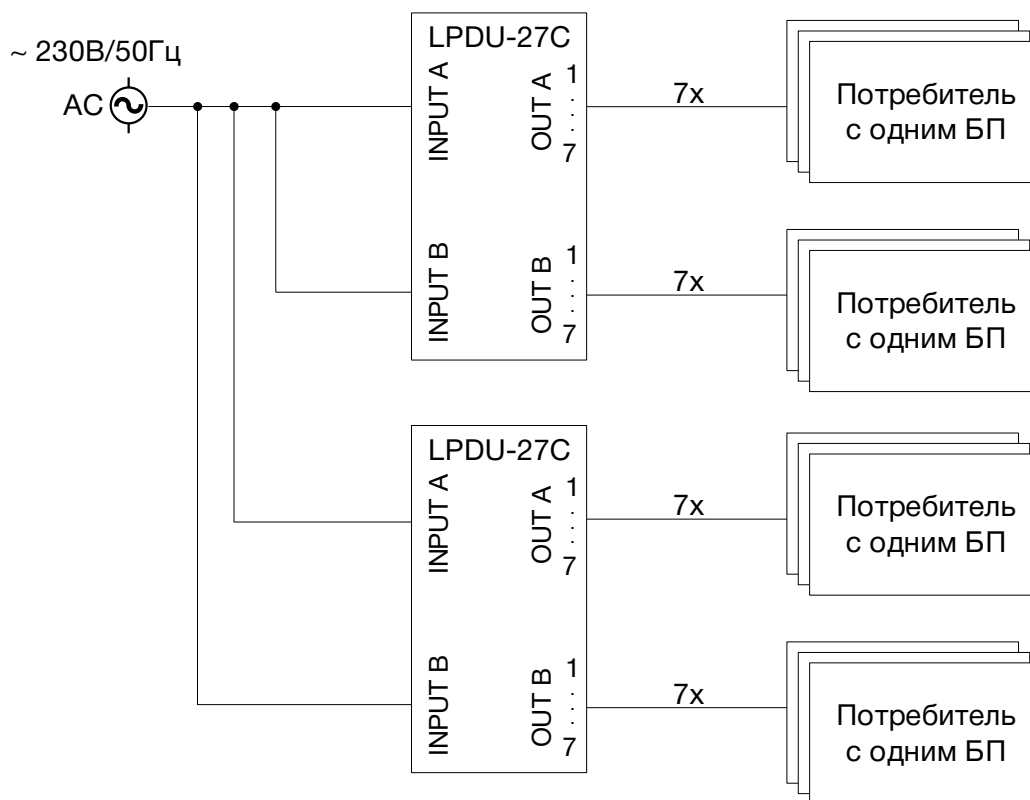 ~ 230В/50Гц
AC
LPDU-27C
INPUT A
OUT A
1
.
.
.
.
7
7x
Потребитель
с одним БП
INPUT B
OUT B
1
.
.
.
.
7
7x
Потребитель
с одним БП
LPDU-27C
INPUT A
OUT A
1
.
.
.
.
7
7x
Потребитель
с одним БП
INPUT B
OUT B
1
.
.
.
.
7
7x
Потребитель
с одним БП